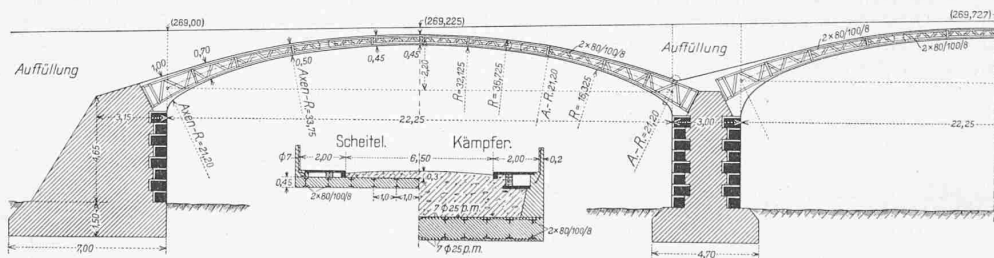 (269,00)
(269,225)
(269,727)
Auffüllung
1,00
0,70
0,50
0,45
0,45
2,20
2×80/100/8
Auffüllung
2×80/100/8
2×80/100/8
Axen-R.=21,20
Axen-R.=33,75
R.=32,125
R.=36,725
A.-R.21,20
R.=15,325
A.-R.=21,20
3,15
22,25
3,00
22,25
4,65
1,50
7,00
4,70
Scheitel.
Kämpfer.
Φ7
2,00
6,50
2,00
0,2
0,45
0,3
2×80/100/8
1,0
1,0
7 Φ25 p.m.
2×80/100/8
7 Φ25 p.m.